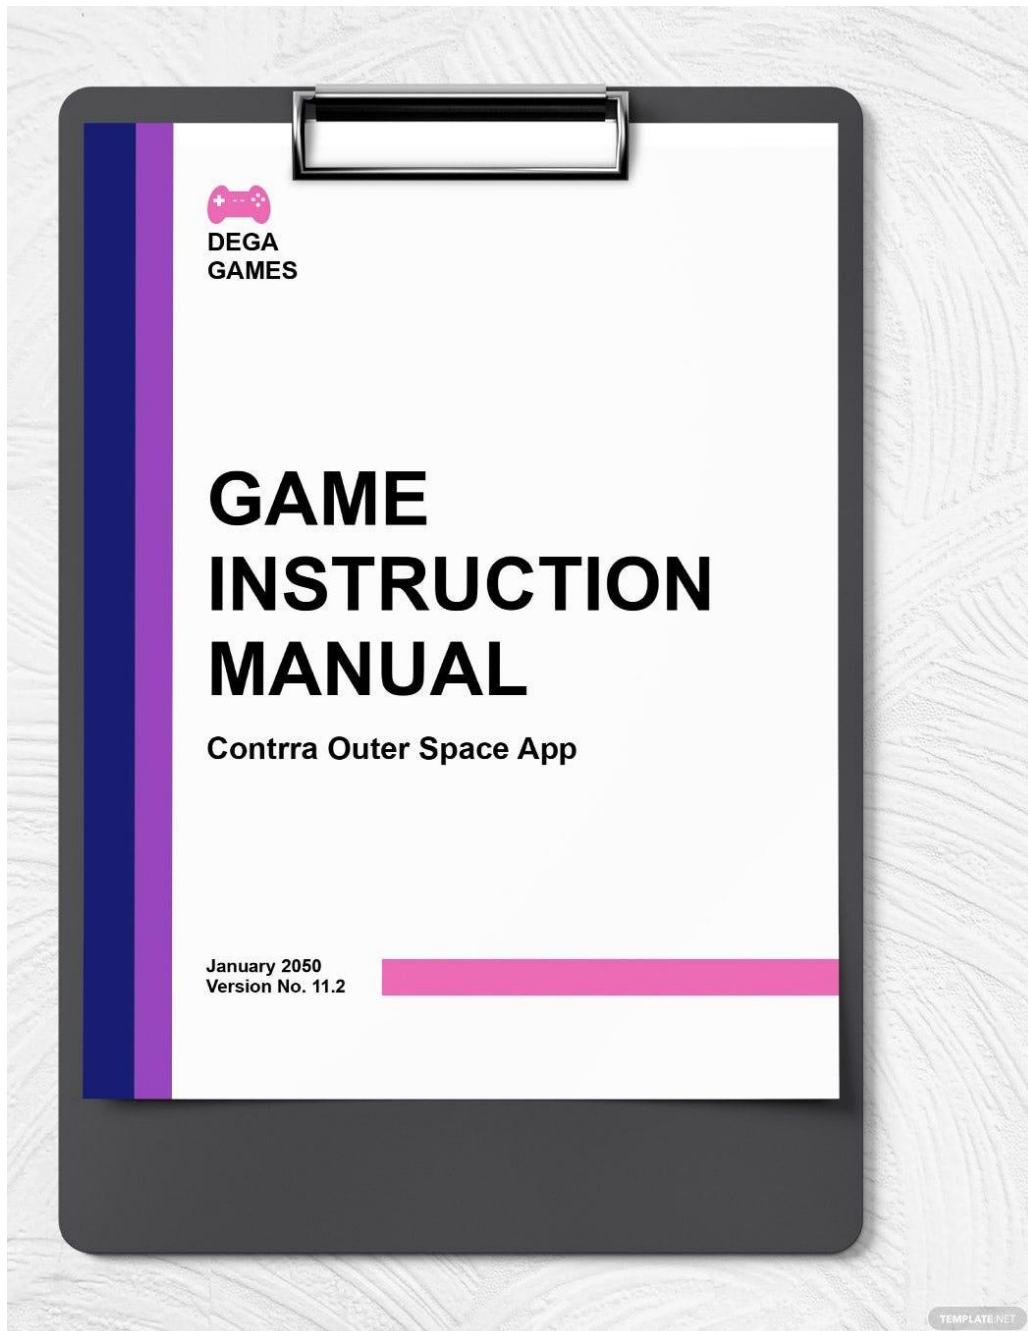 DEGA
GAMES
GAME
INSTRUCTION
MANUAL
Contrra Outer Space App
January 2050
Version No. 11.2
TEMPLATE.NET